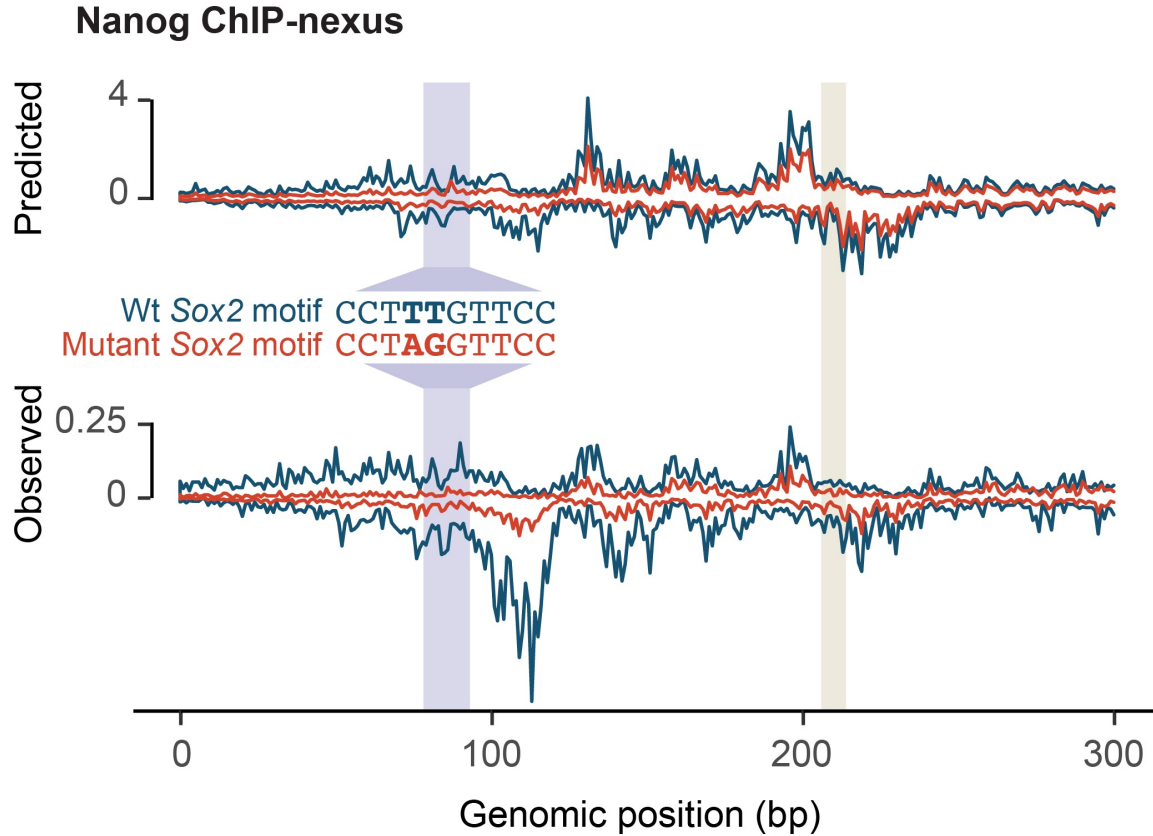 Nanog ChIP-nexus
Predicted
4
0
Wt Sox2 motif CCTTTGTTCC
Mutant Sox2 motif CCTAGGTTCC
Observed
0.25
0
0 100 200 300
Genomic position (bp)